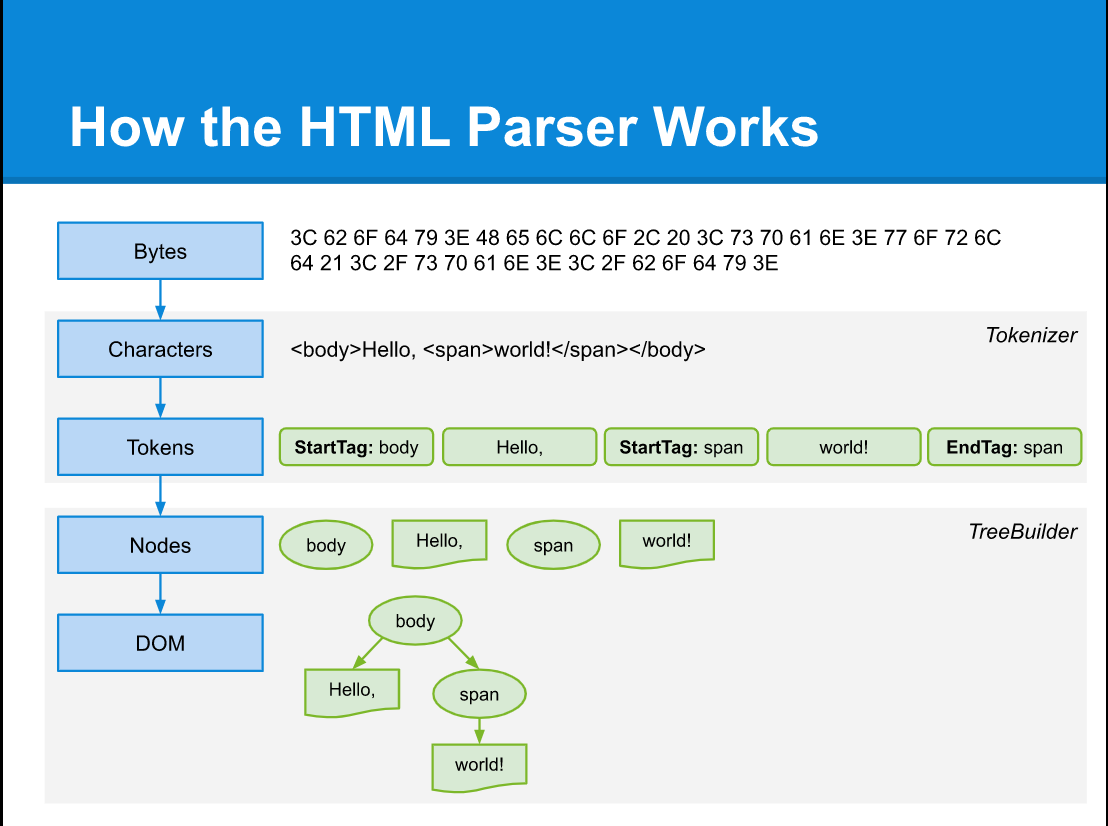 How the HTML Parser Works
Bytes
3C 62 6F 64 79 3E 48 65 6C 6C 6F 2C 20 3C 73 70 61 6E 3E 77 6F 72 6C
64 21 3C 2F 73 70 61 6E 3E 3C 2F 62 6F 64 79 3E
Tokenizer
Characters
<body>Hello, <span>world!</span></body>
Tokens
StartTag: body
Hello,
StartTag: span
world!
EndTag: span
TreeBuilder
Nodes
body
Hello,
span
world!
DOM
body
Hello,
span
world!